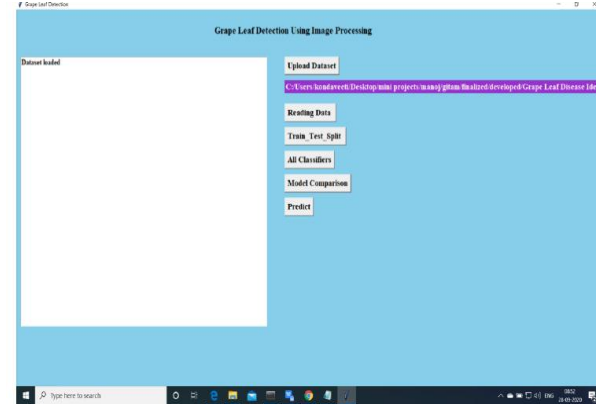 Grape Leaf Detection
Grape Leaf Detection Using Image Processing
Dataset loaded
Upload Dataset
C:/Users/kondaveeti/Desktop/mini projects/manoj/gitam/finalized/developed/Grape Leaf Disease Ide
Reading Data
Train_Test_Split
All Classifiers
Model Comparison
Predict
Type here to search
ENG